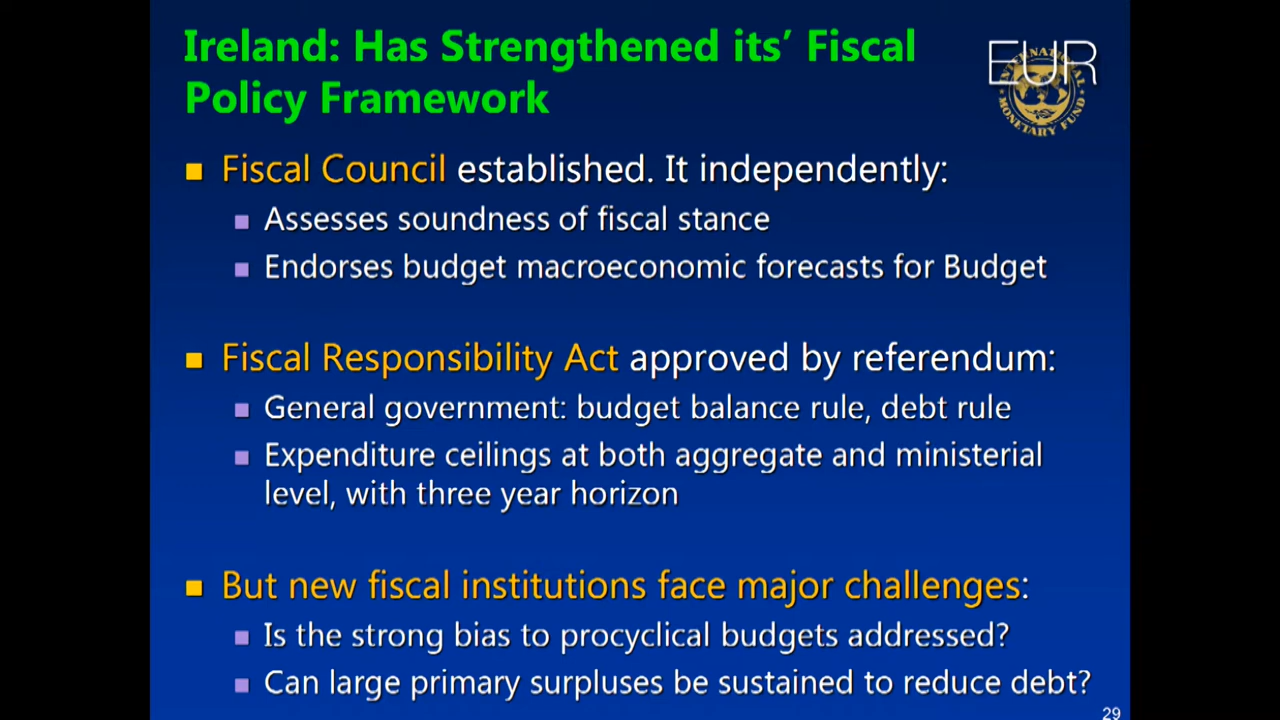 Ireland: Has Strengthened its’ Fiscal
Policy Framework
EUR
INTERNATIONAL
MONETARY FUND
Fiscal Council established. It independently:
Assesses soundness of fiscal stance
Endorses budget macroeconomic forecasts for Budget
Fiscal Responsibility Act approved by referendum:
General government: budget balance rule, debt rule
Expenditure ceilings at both aggregate and ministerial
level, with three year horizon
But new fiscal institutions face major challenges:
Is the strong bias to procyclical budgets addressed?
Can large primary surpluses be sustained to reduce debt?
29